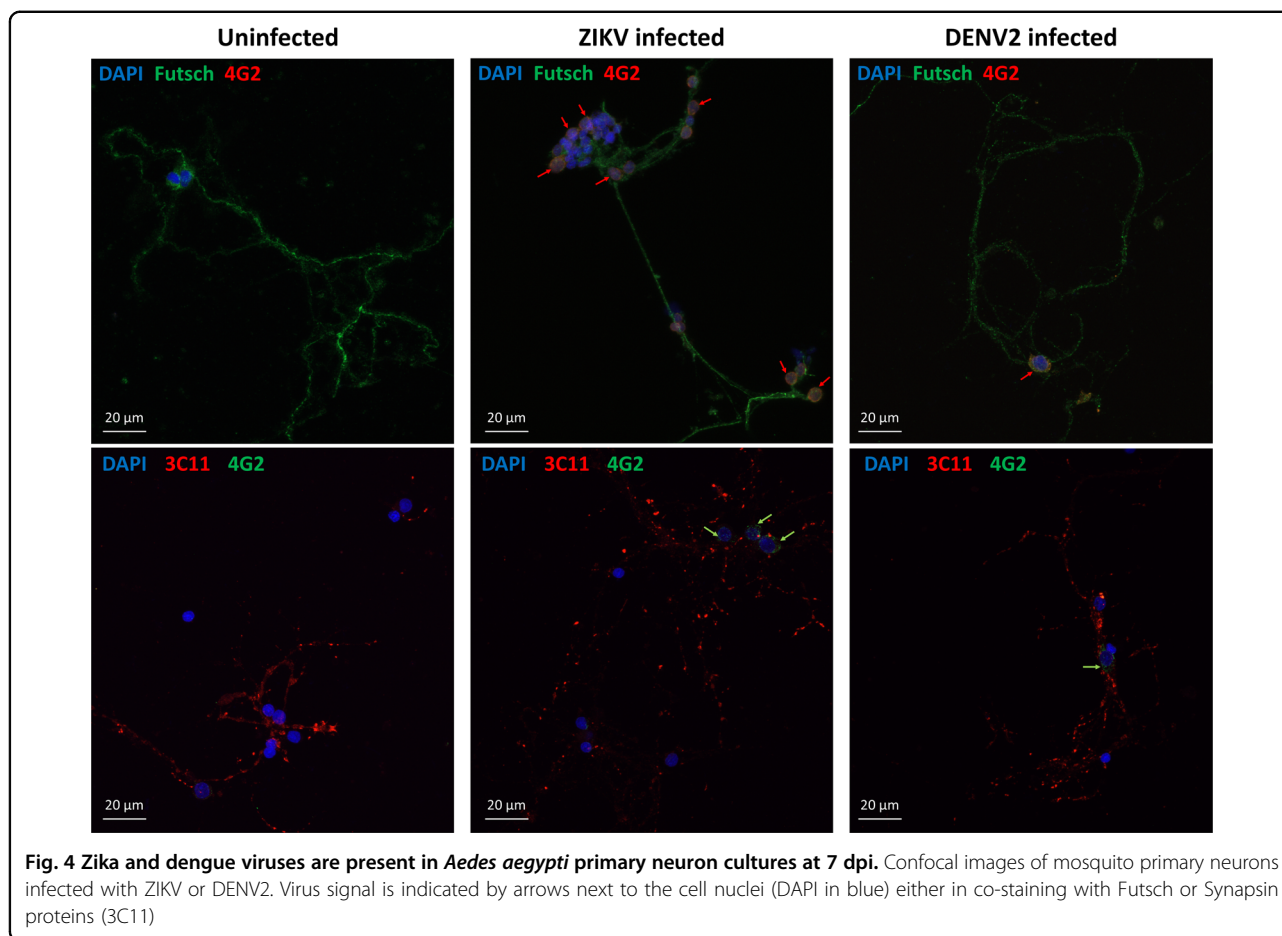 Uninfected
ZIKV infected
DENV2 infected
DAPI Futsch 4G2
20 µm
DAPI Futsch 4G2
20 µm
DAPI Futsch 4G2
20 µm
DAPI 3C11 4G2
20 µm
DAPI 3C11 4G2
20 µm
DAPI 3C11 4G2
20 µm
Fig. 4 Zika and dengue viruses are present in Aedes aegypti primary neuron cultures at 7 dpi. Confocal images of mosquito primary neurons
infected with ZIKV or DENV2. Virus signal is indicated by arrows next to the cell nuclei (DAPI in blue) either in co-staining with Futsch or Synapsin
proteins (3C11)